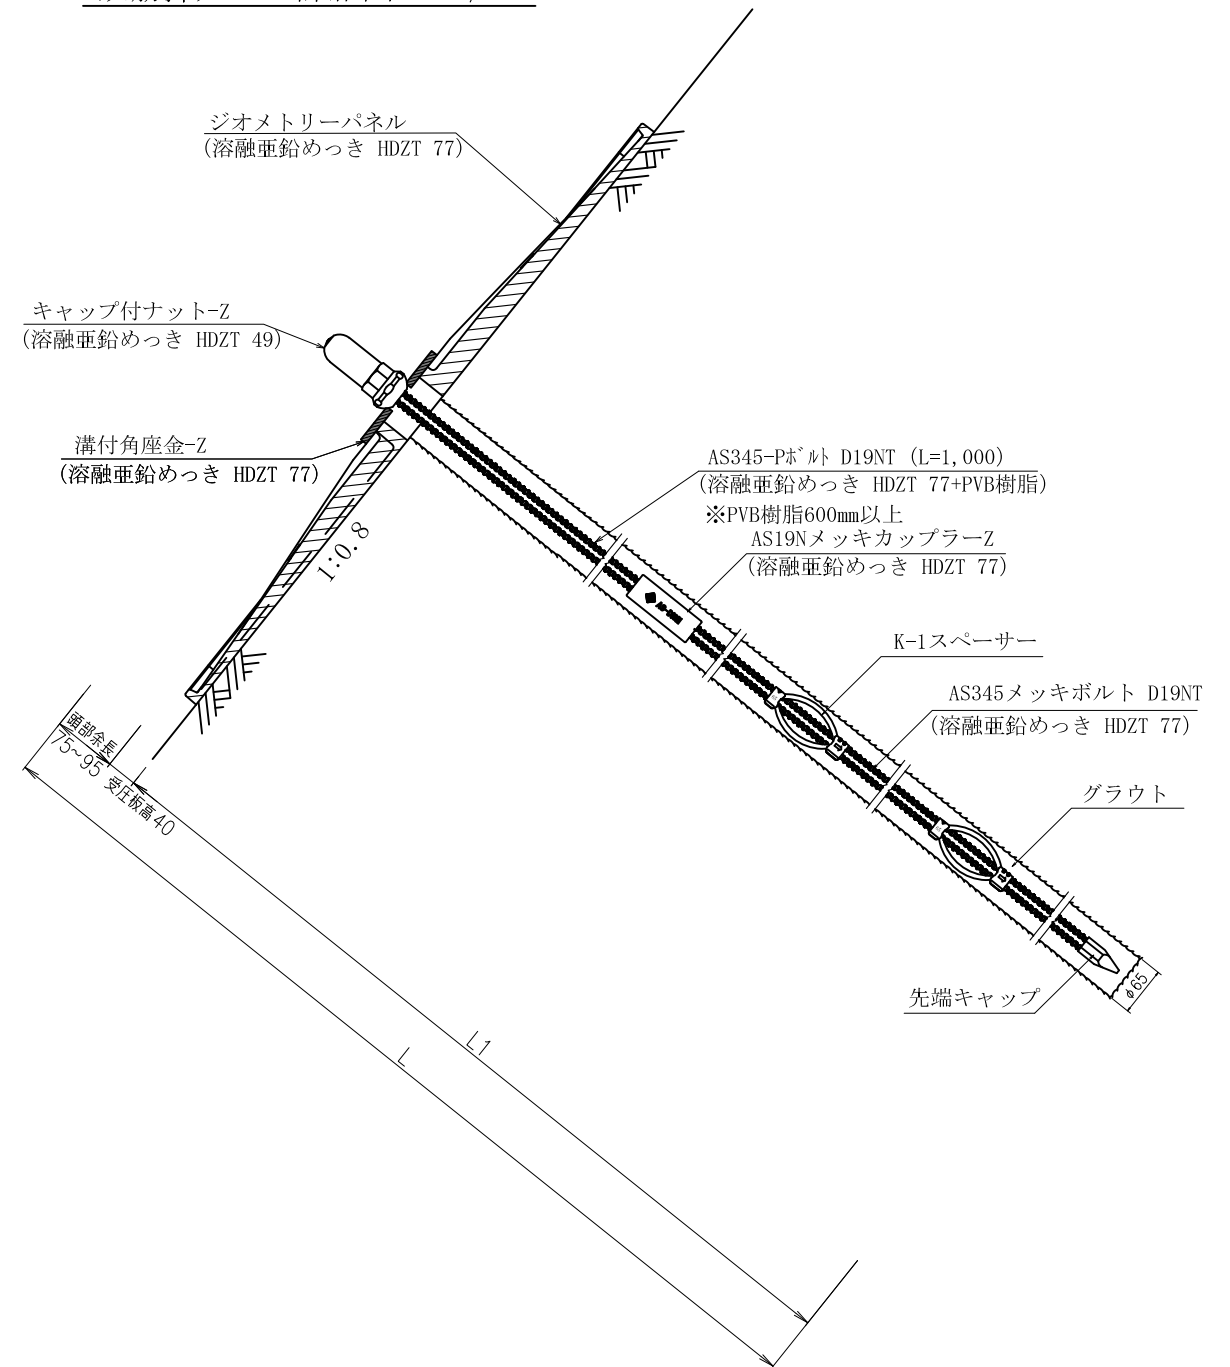 ジオメトリーパネル
(溶融亜鉛めっき HDZT 77)
キャップ付ナット-Z
(溶融亜鉛めっき HDZT 49)
溝付角座金-Z
(溶融亜鉛めっき HDZT 77)
1:0.8
AS345-Pﾎﾞﾙﾄ D19NT (L=1,000)
(溶融亜鉛めっき HDZT 77+PVB樹脂)
※PVB樹脂600mm以上
AS19NメッキカップラーZ
(溶融亜鉛めっき HDZT 77)
K-1スペーサー
AS345メッキボルト D19NT
(溶融亜鉛めっき HDZT 77)
グラウト
先端キャップ
φ65
頭部余長
75~95
受圧板高40
L1
L